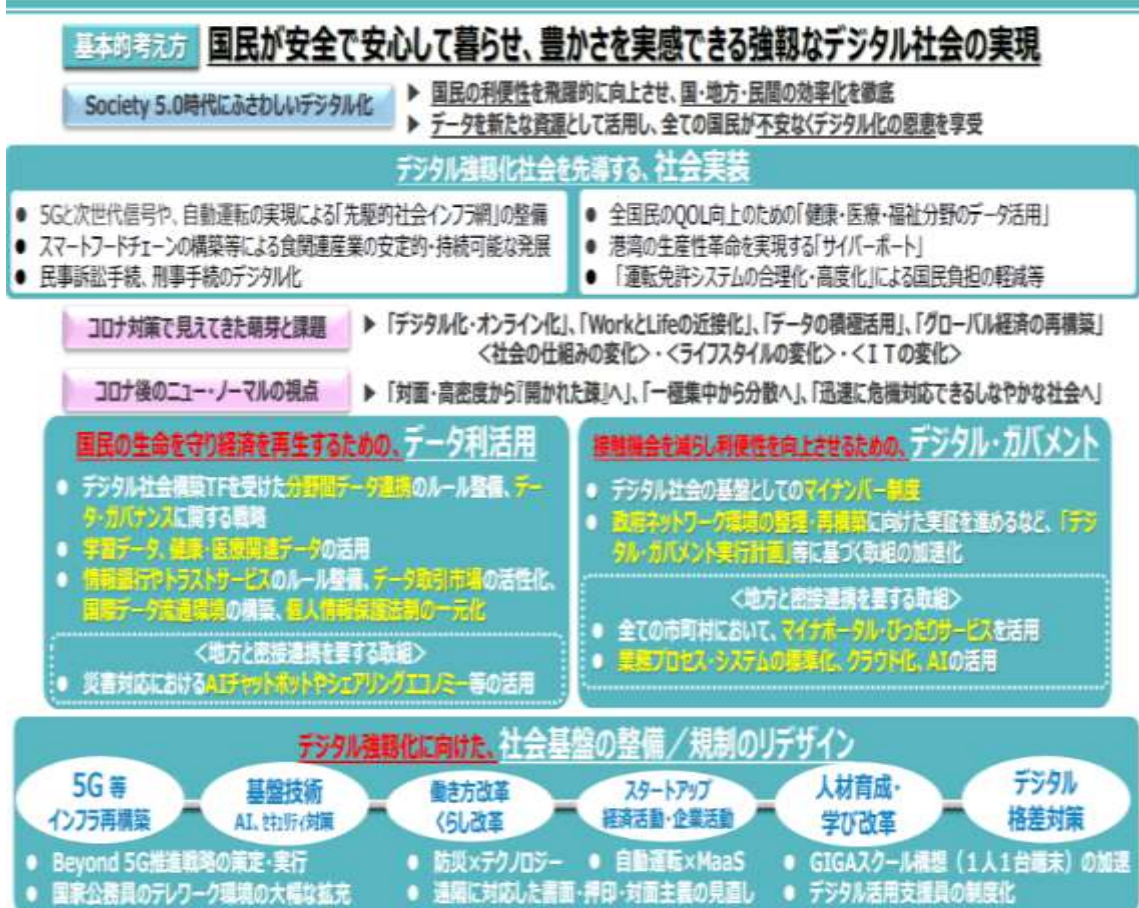 基本的考え方 国民が安全で安心して暮らせ、豊かさを実感できる強靱なデジタル社会の実現
Society 5.0時代にふさわしいデジタル化
▶ 国民の利便性を飛躍的に向上させ、国・地方・民間の効率化を徹底
▶ データを新たな資源として活用し、全ての国民が不安なくデジタル化の恩恵を享受
デジタル強靱化社会を先導する、社会実装
● 5Gと次世代信号や、自動運転の実現による「先駆的社会インフラ網」の整備
● スマートフードチェーンの構築等による食関連産業の安定的・持続可能な発展
● 民事訴訟手続、刑事手続のデジタル化
● 全国民のQOL向上のための「健康・医療・福祉分野のデータ活用」
● 港湾の生産性革命を実現する「サイバーポート」
● 「運転免許システムの合理化・高度化」による国民負担の軽減等
コロナ対策で見えてきた萌芽と課題
▶ 「デジタル化・オンライン化」、「WorkとLifeの近接化」、「データの積極活用」、「グローバル経済の再構築」
<社会の仕組みの変化>・<ライフスタイルの変化>・<ITの変化>
コロナ後のニュー・ノーマルの視点
▶ 「対面・高密度から『開かれた疎』へ」、「一極集中から分散へ」、「迅速に危機対応できるしなやかな社会へ」
国民の生命を守り経済を再生するための、データ利活用
● デジタル社会構築TFを受けた分野間データ連携のルール整備、デー
タ・ガバナンスに関する戦略
● 学習データ、健康・医療関連データの活用
● 情報銀行やトラストサービスのルール整備、データ取引市場の活性化、
国際データ流通環境の構築、個人情報保護法制の一元化
<地方と密接連携を要する取組>
● 災害対応におけるAIチャットボットやシェアリングエコノミー等の活用
接触機会を減らし利便性を向上させるための、デジタル・ガバメント
● デジタル社会の基盤としてのマイナンバー制度
● 政府ネットワーク環境の整理・再構築に向けた実証を進めるなど、「デジ
タル・ガバメント実行計画」等に基づく取組の加速化
<地方と密接連携を要する取組>
● 全ての市町村において、マイナポータル・ぴったりサービスを活用
● 業務プロセス・システムの標準化、クラウド化、AIの活用
デジタル強靱化に向けた、社会基盤の整備／規制のリデザイン
5G 等
インフラ再構築
基盤技術
AI、セキュリティ対策
働き方改革
くらし改革
スタートアップ
経済活動・企業活動
人材育成・
学び改革
デジタル
格差対策
● Beyond 5G推進戦略の策定・実行
● 国家公務員のテレワーク環境の大幅な拡充
● 防災×テクノロジー ● 自動運転×MaaS
● 遠隔に対応した書面・押印・対面主義の見直し
● GIGAスクール構想（1人1台端末）の加速
● デジタル活用支援員の制度化